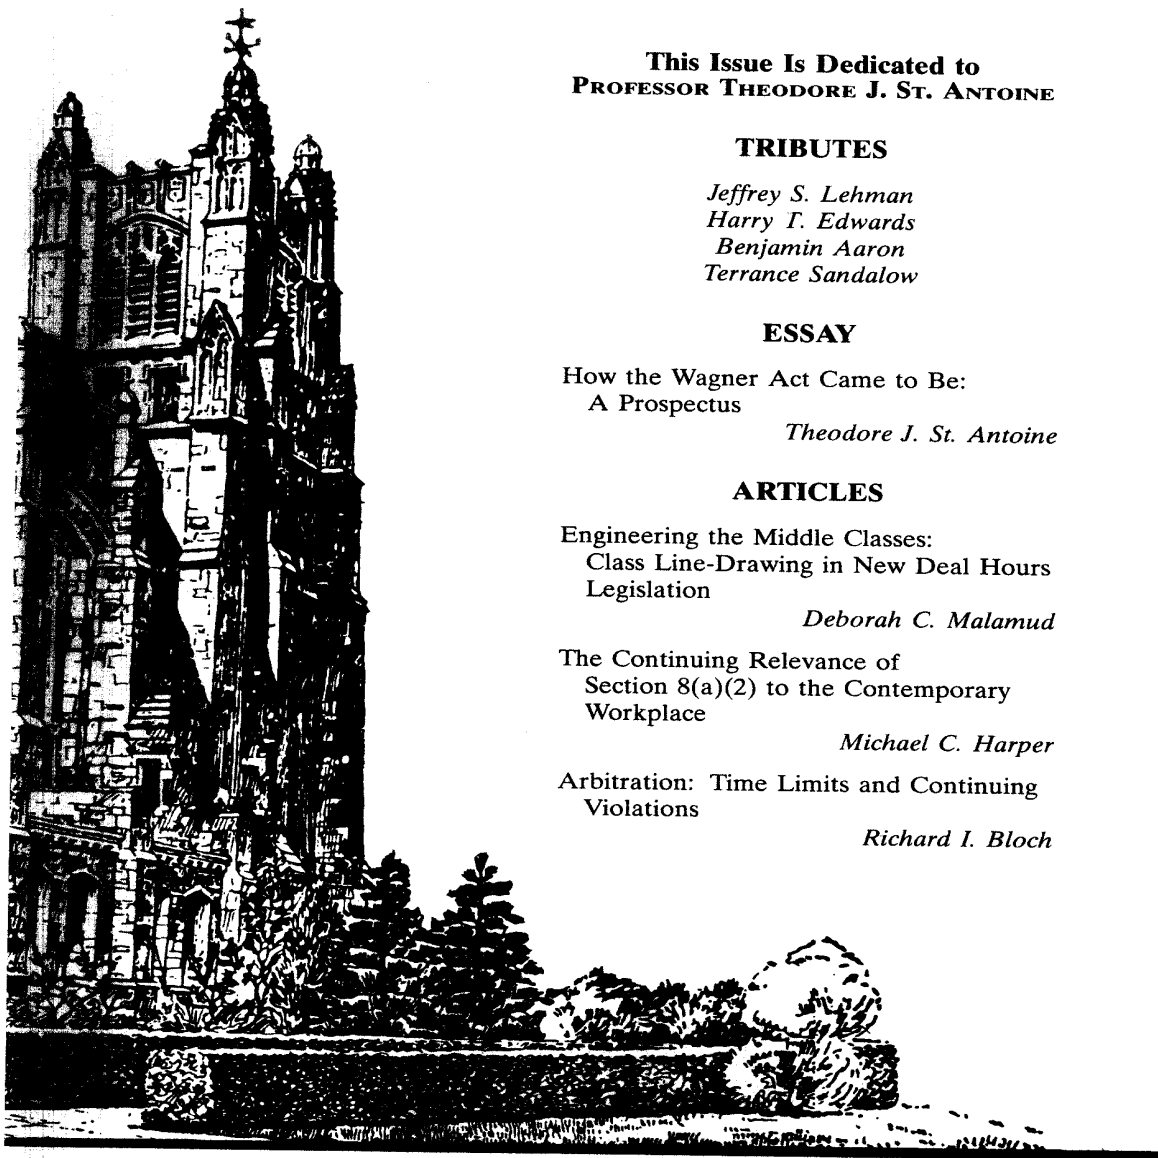 This Issue Is Dedicated to
PROFESSOR THEODORE J. ST. ANTOINE
TRIBUTES
Jeffrey S. Lehman
Harry T. Edwards
Benjamin Aaron
Terrance Sandalow
ESSAY
How the Wagner Act Came to Be:
A Prospectus
Theodore J. St. Antoine
ARTICLES
Engineering the Middle Classes:
Class Line-Drawing in New Deal Hours
Legislation
Deborah C. Malamud
The Continuing Relevance of
Section 8(a)(2) to the Contemporary
Workplace
Michael C. Harper
Arbitration: Time Limits and Continuing
Violations
Richard I. Bloch